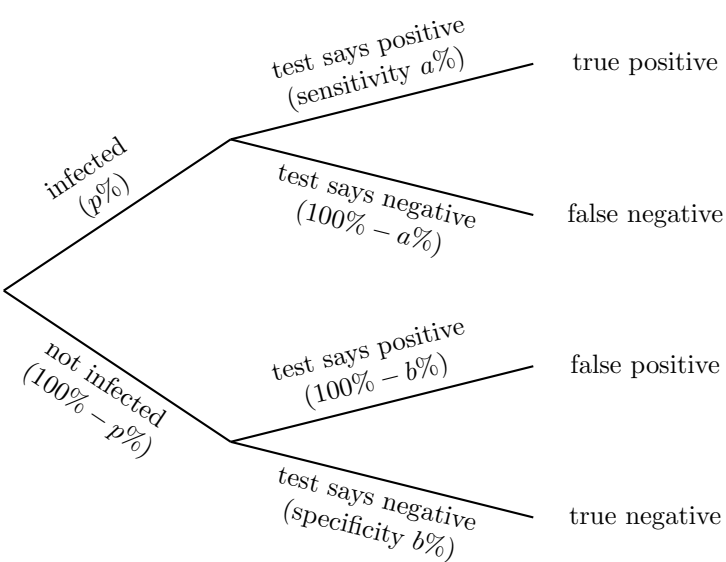 test says positive
(sensitivity a%)
true positive
infected
(p%)
test says negative
(100% − a%)
false negative
not infected
(100% − p%)
test says positive
(100% − b%)
false positive
test says negative
(specificity b%)
true negative